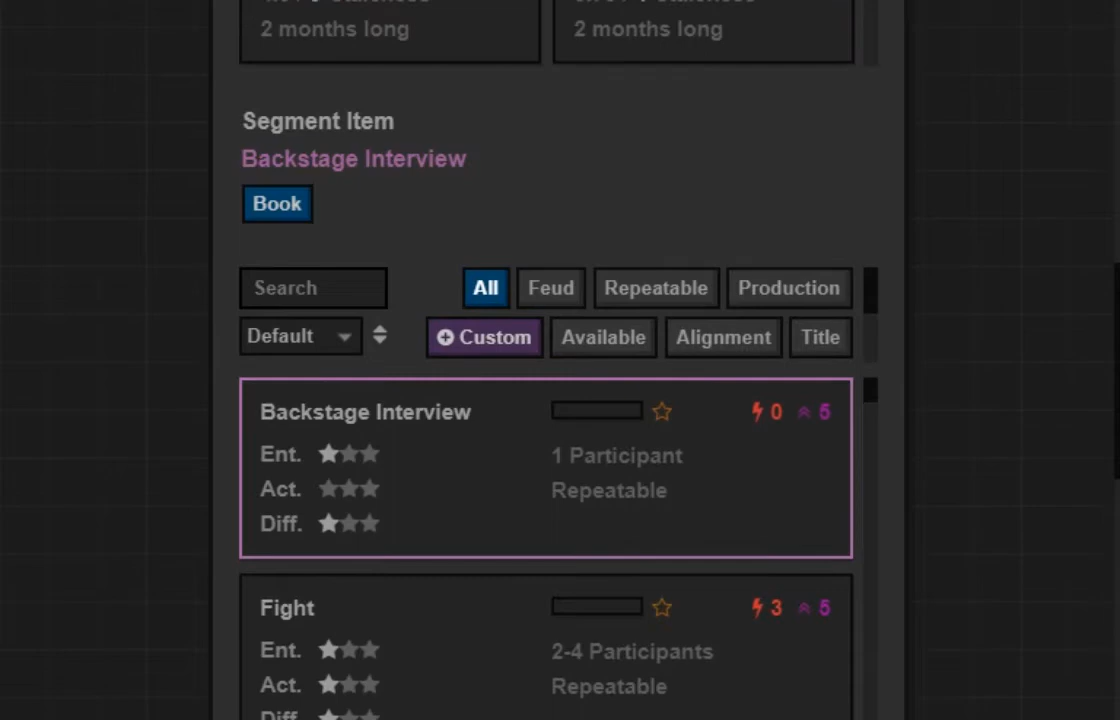 2 months long
2 months long
Segment Item
Backstage Interview
Book
Search
All
Feud
Repeatable
Production
Default
Custom
Available
Alignment
Title
Backstage Interview
0
5
Ent.
1 Participant
Act.
Repeatable
Diff.
Fight
3
5
Ent.
2-4 Participants
Act.
Repeatable
Diff.